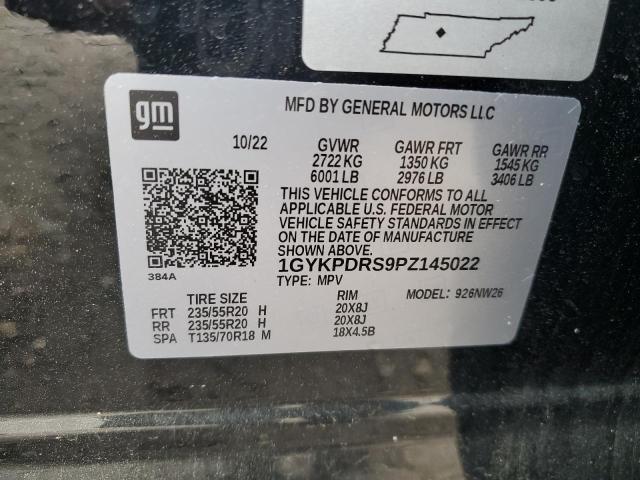 gm
MFD BY GENERAL MOTORS LLC
10/22 GVWR GAWR FRT GAWR RR
2722 KG 1350 KG 1545 KG
6001 LB 2976 LB 3406 LB
THIS VEHICLE CONFORMS TO ALL
APPLICABLE U.S. FEDERAL MOTOR
VEHICLE SAFETY STANDARDS IN EFFECT
ON THE DATE OF MANUFACTURE SHOWN ABOVE.
1GYKPDRS9PZ145022
384A TYPE: MPV MODEL: 926NW26
TIRE SIZE RIM
FRT 235/55R20 H 20X8J
RR 235/55R20 H 20X8J
SPA T135/70R18 M 18X4.5B